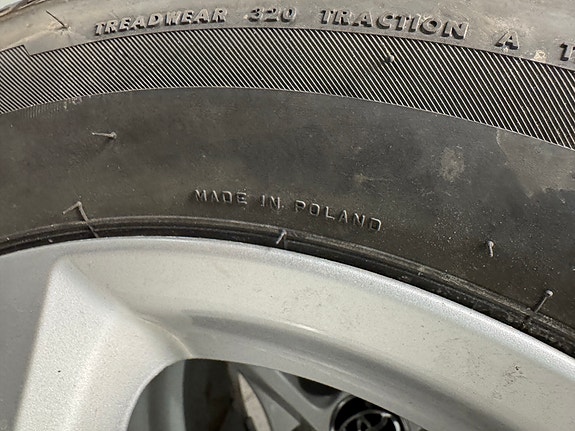 TREADWEAR 320 TRACTION A
MADE IN POLAND